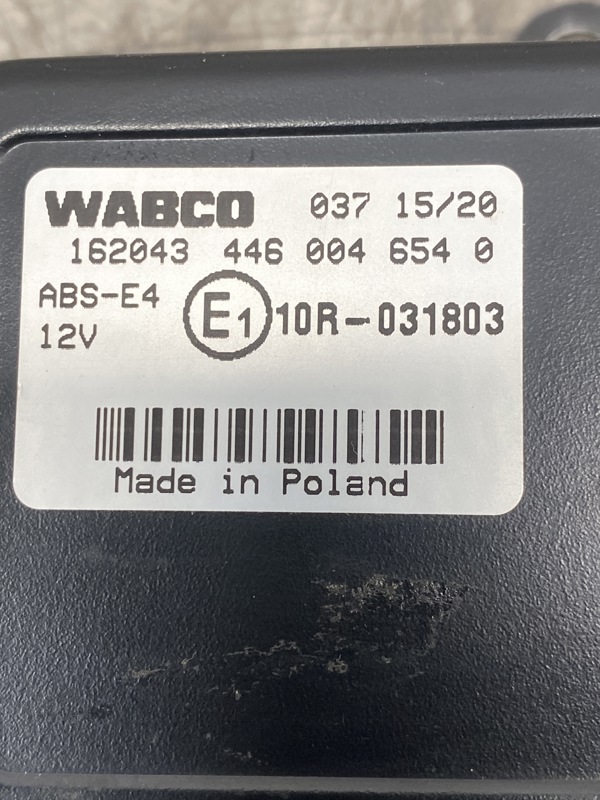 WABCO 037 15/20
162043 446 004 654 0
ABS-E4
12V
E1 10R-031803
Made in Poland